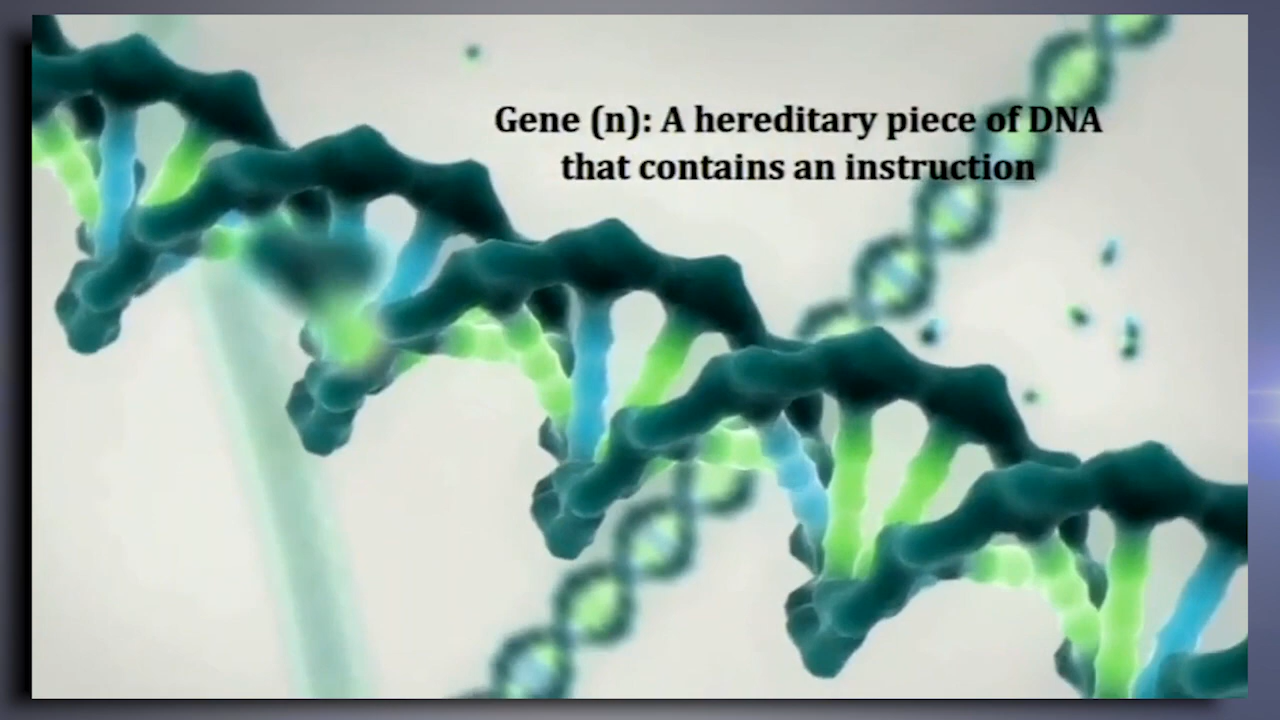 Gene (n): A hereditary piece of DNA
that contains an instruction